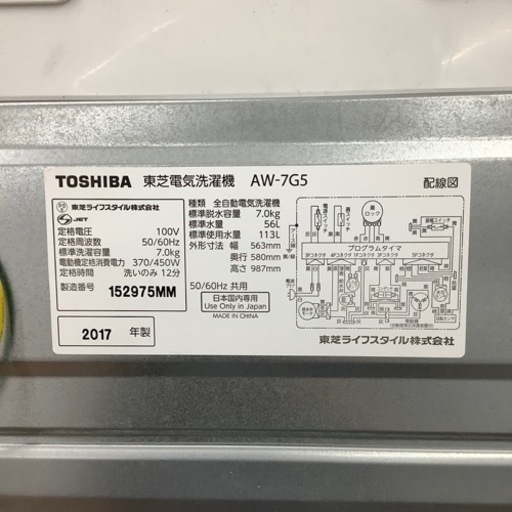 TOSHIBA 東芝電気洗濯機 AW-7G5
東芝ライフスタイル株式会社
JET
定格電圧 100V
定格周波数 50/60Hz
標準洗濯容量 7.0kg
電動機定格消費電力 370/450W
定格時間 洗いのみ 12分
製造番号 152975MM
2017 年製
種類 全自動電気洗濯機
標準脱水容量 7.0kg
標準水量 56L
標準使用水量 113L
外形寸法 幅 563mm
奥行 580mm
高さ 987mm
50/60Hz 共用
日本国内専用
Use Only in Japan
MADE IN CHINA
配線図
ロック
プログラムタイマ
東芝ライフスタイル株式会社